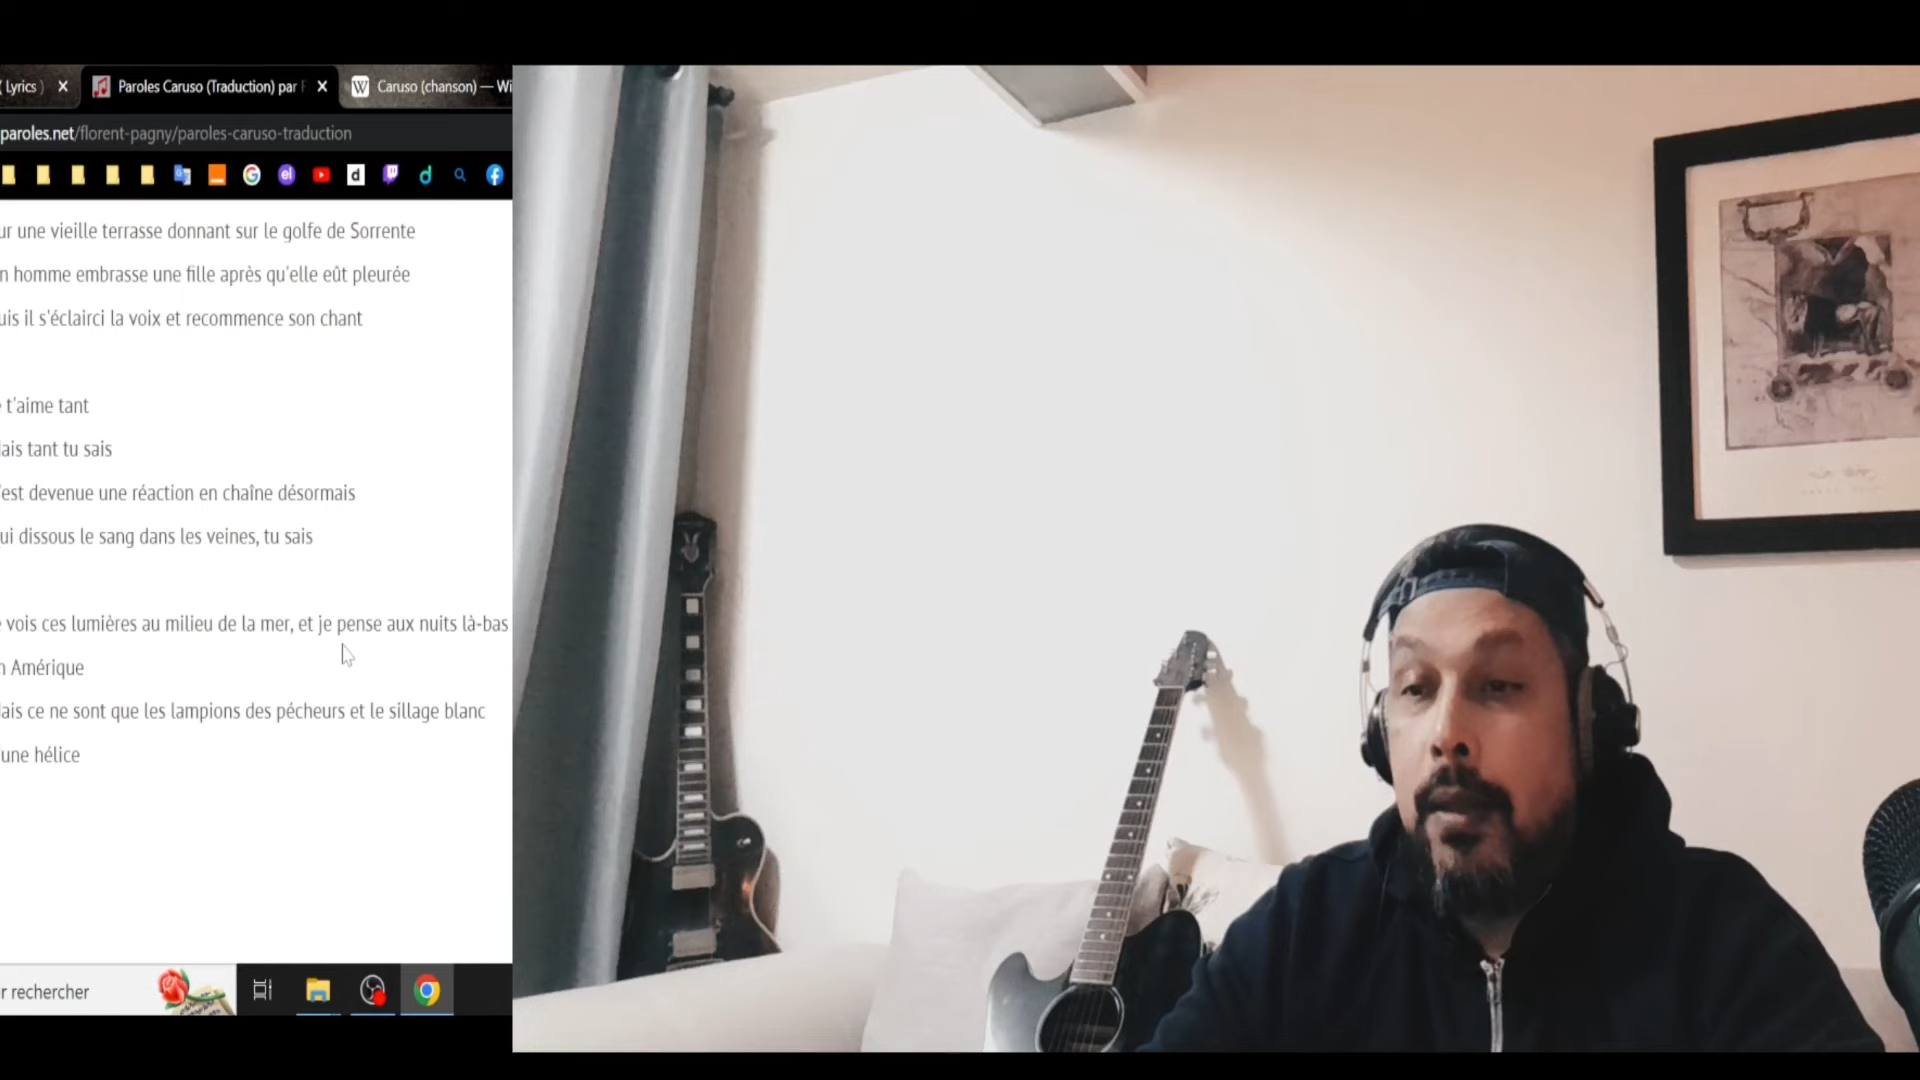 ( Lyrics )
Paroles Caruso (Traduction) par
Caruso (chanson) — Wi
paroles.net/florent-pagny/paroles-caruso-traduction
ur une vieille terrasse donnant sur le golfe de Sorrente
n homme embrasse une fille après qu'elle eût pleurée
uis il s'éclairci la voix et recommence son chant
t'aime tant
ais tant tu sais
'est devenue une réaction en chaîne désormais
ui dissous le sang dans les veines, tu sais
vois ces lumières au milieu de la mer, et je pense aux nuits là-bas
n Amérique
ais ce ne sont que les lampions des pécheurs et le sillage blanc
'une hélice
r rechercher